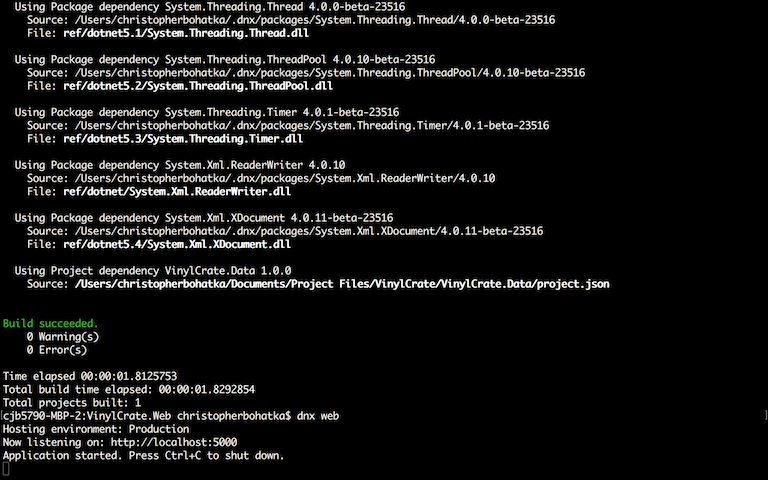 Using Package dependency System.Threading.Thread 4.0.0-beta-23516
Source: /Users/christopherbohatka/.dnx/packages/System.Threading.Thread/4.0.0-beta-23516
File: ref/dotnet5.1/System.Threading.Thread.dll
Using Package dependency System.Threading.ThreadPool 4.0.10-beta-23516
Source: /Users/christopherbohatka/.dnx/packages/System.Threading.ThreadPool/4.0.10-beta-23516
File: ref/dotnet5.2/System.Threading.ThreadPool.dll
Using Package dependency System.Threading.Timer 4.0.1-beta-23516
Source: /Users/christopherbohatka/.dnx/packages/System.Threading.Timer/4.0.1-beta-23516
File: ref/dotnet5.3/System.Threading.Timer.dll
Using Package dependency System.Xml.ReaderWriter 4.0.10
Source: /Users/christopherbohatka/.dnx/packages/System.Xml.ReaderWriter/4.0.10
File: ref/dotnet/System.Xml.ReaderWriter.dll
Using Package dependency System.Xml.XDocument 4.0.11-beta-23516
Source: /Users/christopherbohatka/.dnx/packages/System.Xml.XDocument/4.0.11-beta-23516
File: ref/dotnet5.4/System.Xml.XDocument.dll
Using Project dependency VinylCrate.Data 1.0.0
Source: /Users/christopherbohatka/Documents/Project Files/VinylCrate/VinylCrate.Data/project.json
Build succeeded.
0 Warning(s)
0 Error(s)
Time elapsed 00:00:01.8125753
Total build time elapsed: 00:00:01.8292854
Total projects built: 1
[cjb5790-MBP-2:VinylCrate.Web christopherbohatka$ dnx web ]
Hosting environment: Production
Now listening on: http://localhost:5000
Application started. Press Ctrl+C to shut down.